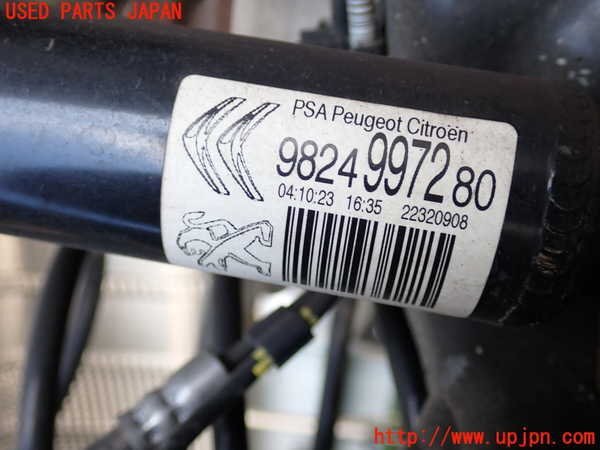 USED PARTS JAPAN
PSA Peugeot Citroën
9824997280
04:10:23 16:35 22320908
http://www.upjpn.com/